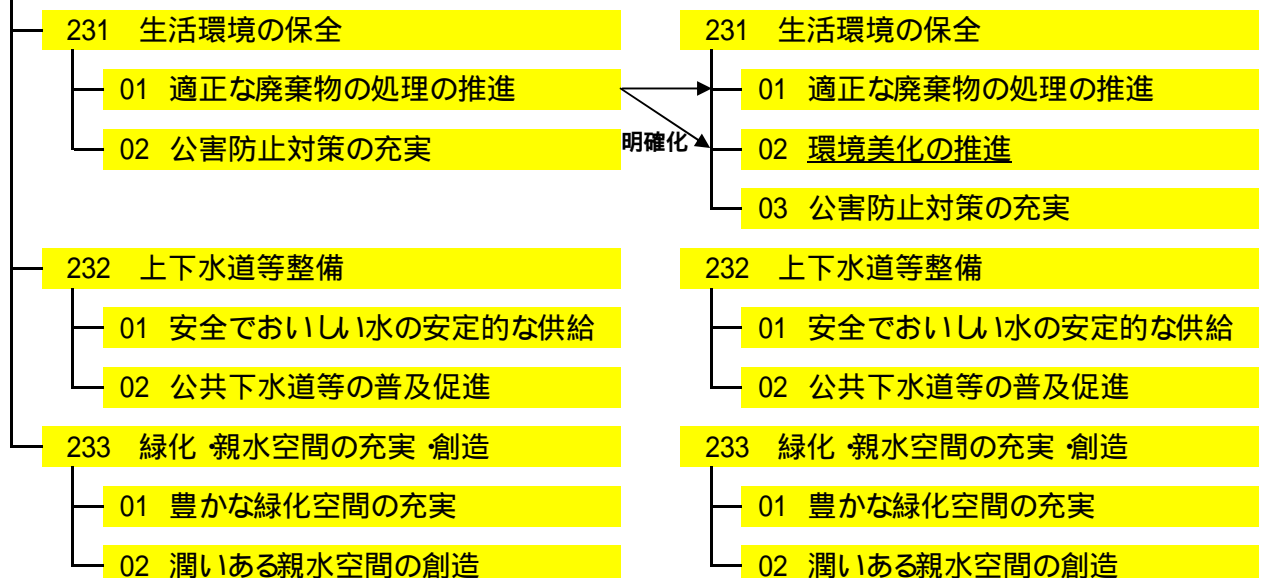 231 生活環境の保全
01 適正な廃棄物の処理の推進
02 公害防止対策の充実
明確化
232 上下水道等整備
01 安全でおいしい水の安定的な供給
02 公共下水道等の普及促進
233 緑化・親水空間の充実・創造
01 豊かな緑化空間の充実
02 潤いある親水空間の創造
231 生活環境の保全
01 適正な廃棄物の処理の推進
02 環境美化の推進
03 公害防止対策の充実
232 上下水道等整備
01 安全でおいしい水の安定的な供給
02 公共下水道等の普及促進
233 緑化・親水空間の充実・創造
01 豊かな緑化空間の充実
02 潤いある親水空間の創造